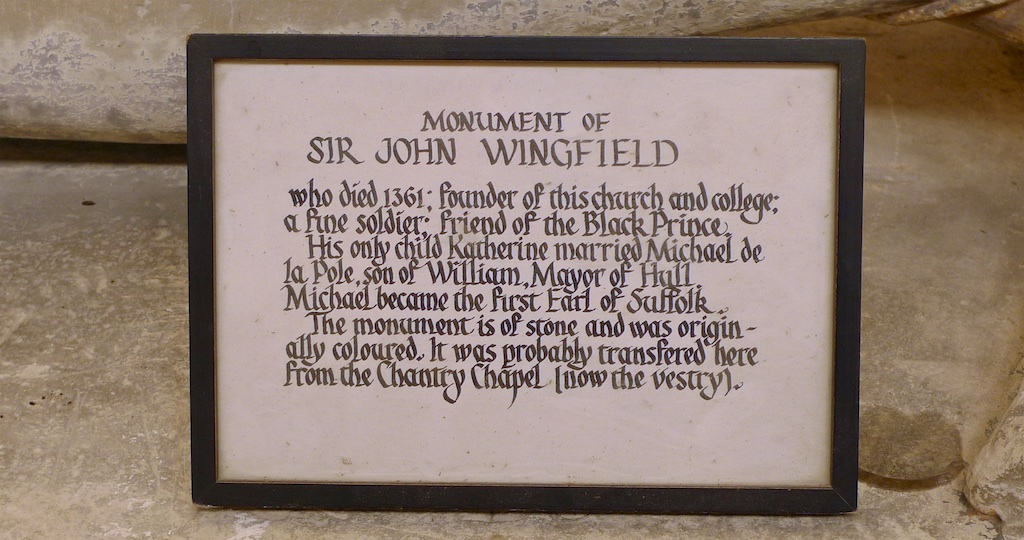 MONUMENT OF
SIR JOHN WINGFIELD
who died 1361; founder of this church and college;
a fine soldier; friend of the Black Prince.
His only child Katherine married Michael de
la Pole, son of William, Mayor of Hull.
Michael became the first Earl of Suffolk.
The monument is of stone and was origin-
ally coloured. It was probably transfered here
from the Chantry Chapel (now the vestry).